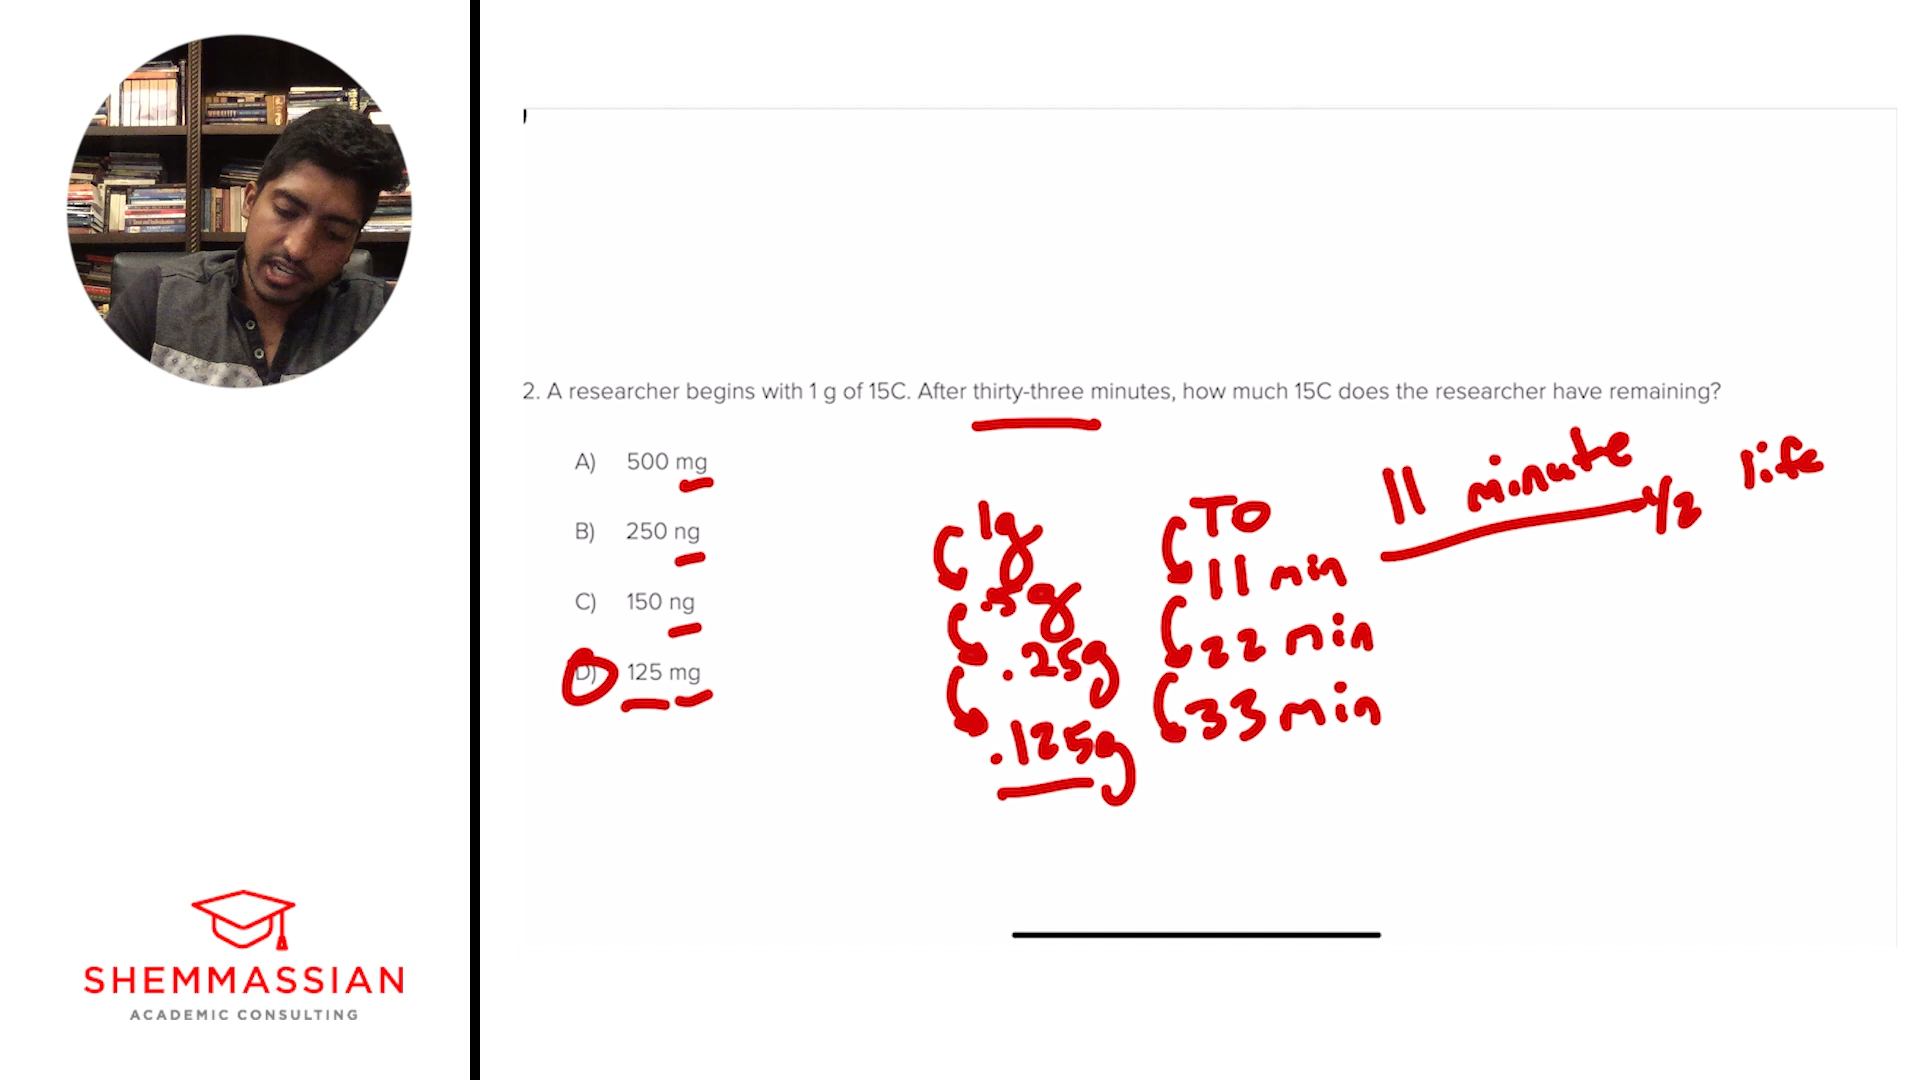 2. A researcher begins with 1 g of 15C. After thirty-three minutes, how much 15C does the researcher have remaining?
A) 500 mg
B) 250 ng
C) 150 ng
D) 125 mg
1g
.5g
.25g
.125g
TO
11 min
22 min
33 min
11 minute 1/2 life
SHEMMASSIAN
ACADEMIC CONSULTING